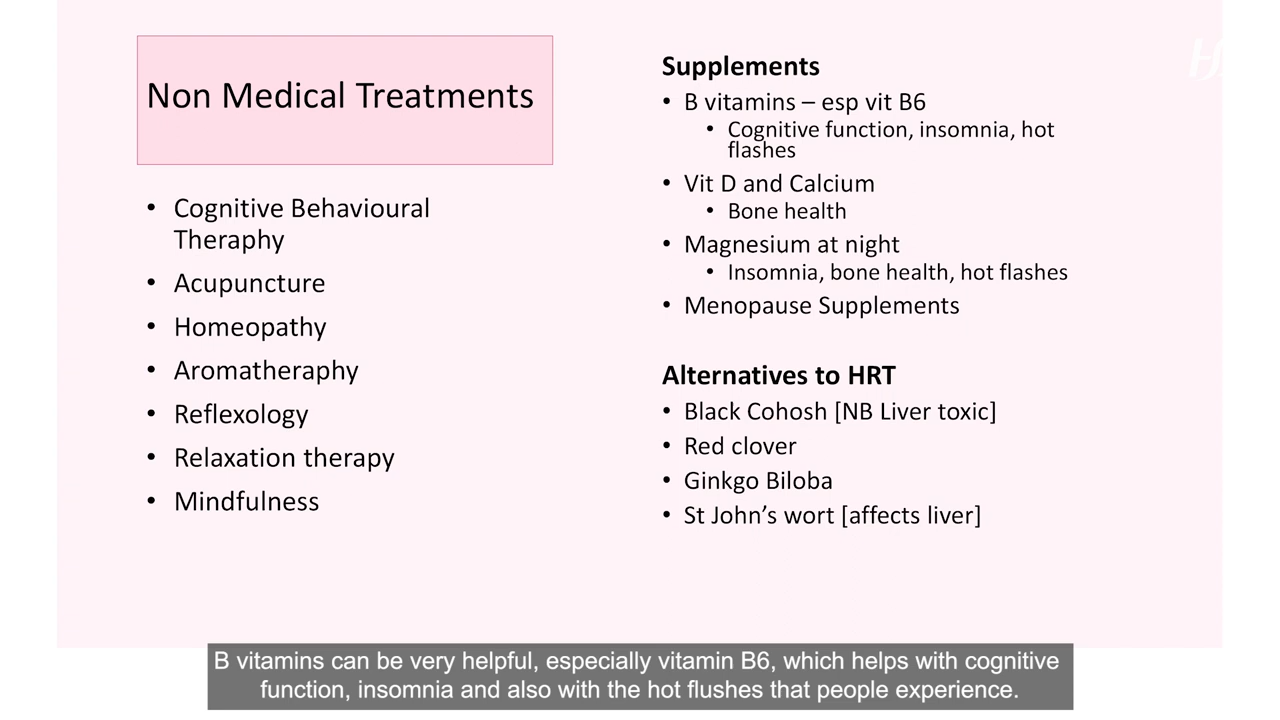 Non Medical Treatments
• Cognitive Behavioural
Theraphy
• Acupuncture
• Homeopathy
• Aromatheraphy
• Reflexology
• Relaxation therapy
• Mindfulness
Supplements
• B vitamins – esp vit B6
• Cognitive function, insomnia, hot
flashes
• Vit D and Calcium
• Bone health
• Magnesium at night
• Insomnia, bone health, hot flashes
• Menopause Supplements
Alternatives to HRT
• Black Cohosh [NB Liver toxic]
• Red clover
• Ginkgo Biloba
• St John’s wort [affects liver]
B vitamins can be very helpful, especially vitamin B6, which helps with cognitive
function, insomnia and also with the hot flushes that people experience.